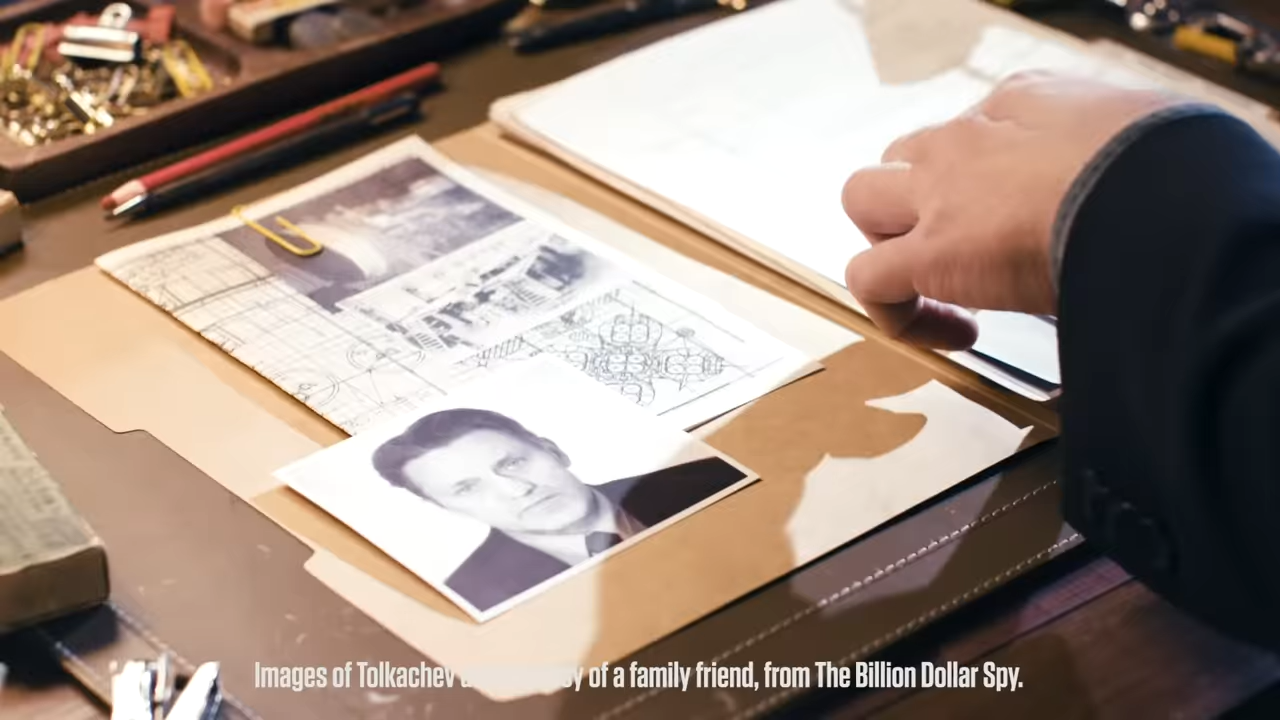 Images of Tolkachev of a family friend, from The Billion Dollar Spy.